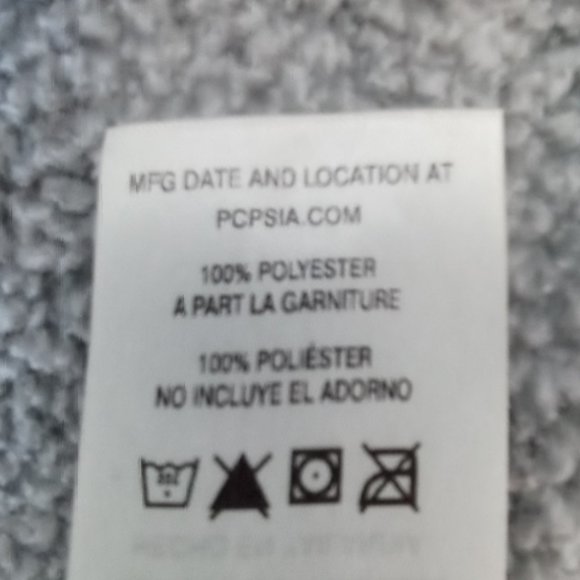 MFG DATE AND LOCATION AT
PCPSIA.COM
100% POLYESTER
A PART LA GARNITURE
100% POLIÉSTER
NO INCLUYE EL ADORNO